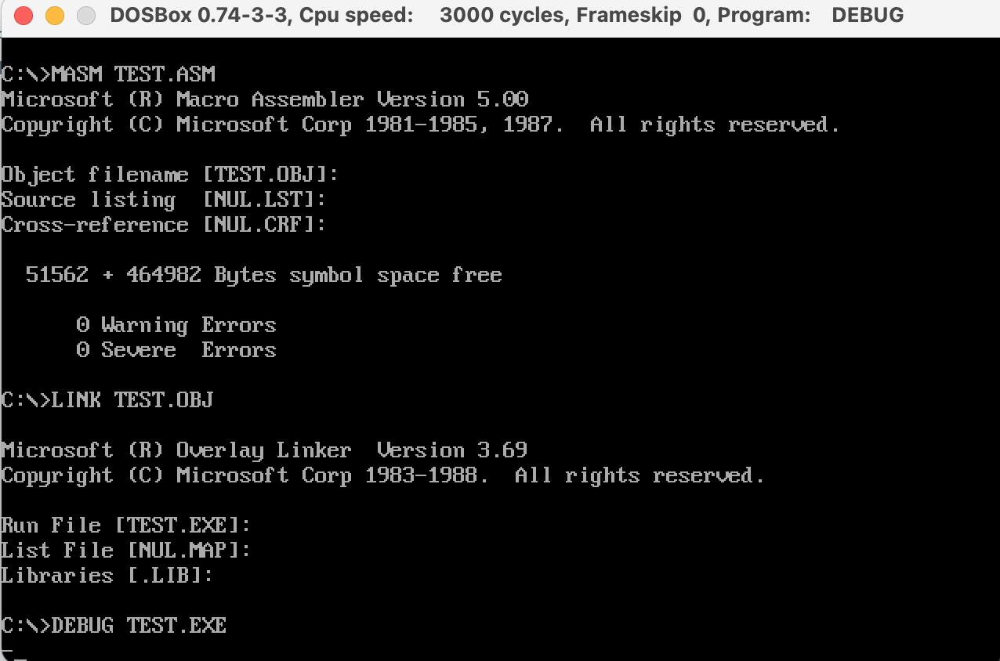 DOSBox 0.74-3-3, Cpu speed:    3000 cycles, Frameskip  0, Program:    DEBUG
C:\>MASM TEST.ASM
Microsoft (R) Macro Assembler Version 5.00
Copyright (C) Microsoft Corp 1981-1985, 1987.  All rights reserved.
Object filename [TEST.OBJ]:
Source listing  [NUL.LST]:
Cross-reference [NUL.CRF]:
  51562 + 464982 Bytes symbol space free
      0 Warning Errors
      0 Severe  Errors
C:\>LINK TEST.OBJ
Microsoft (R) Overlay Linker  Version 3.69
Copyright (C) Microsoft Corp 1983-1988.  All rights reserved.
Run File [TEST.EXE]:
List File [NUL.MAP]:
Libraries [.LIB]:
C:\>DEBUG TEST.EXE
-_